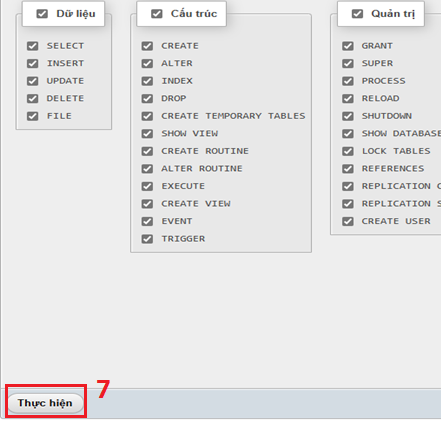 Dữ liệu
SELECT
INSERT
UPDATE
DELETE
FILE
Cấu trúc
CREATE
ALTER
INDEX
DROP
CREATE TEMPORARY TABLES
SHOW VIEW
CREATE ROUTINE
ALTER ROUTINE
EXECUTE
CREATE VIEW
EVENT
TRIGGER
Quản trị
GRANT
SUPER
PROCESS
RELOAD
SHUTDOWN
SHOW DATABASE
LOCK TABLES
REFERENCES
REPLICATION
REPLICATION S
CREATE USER
Thực hiện
7